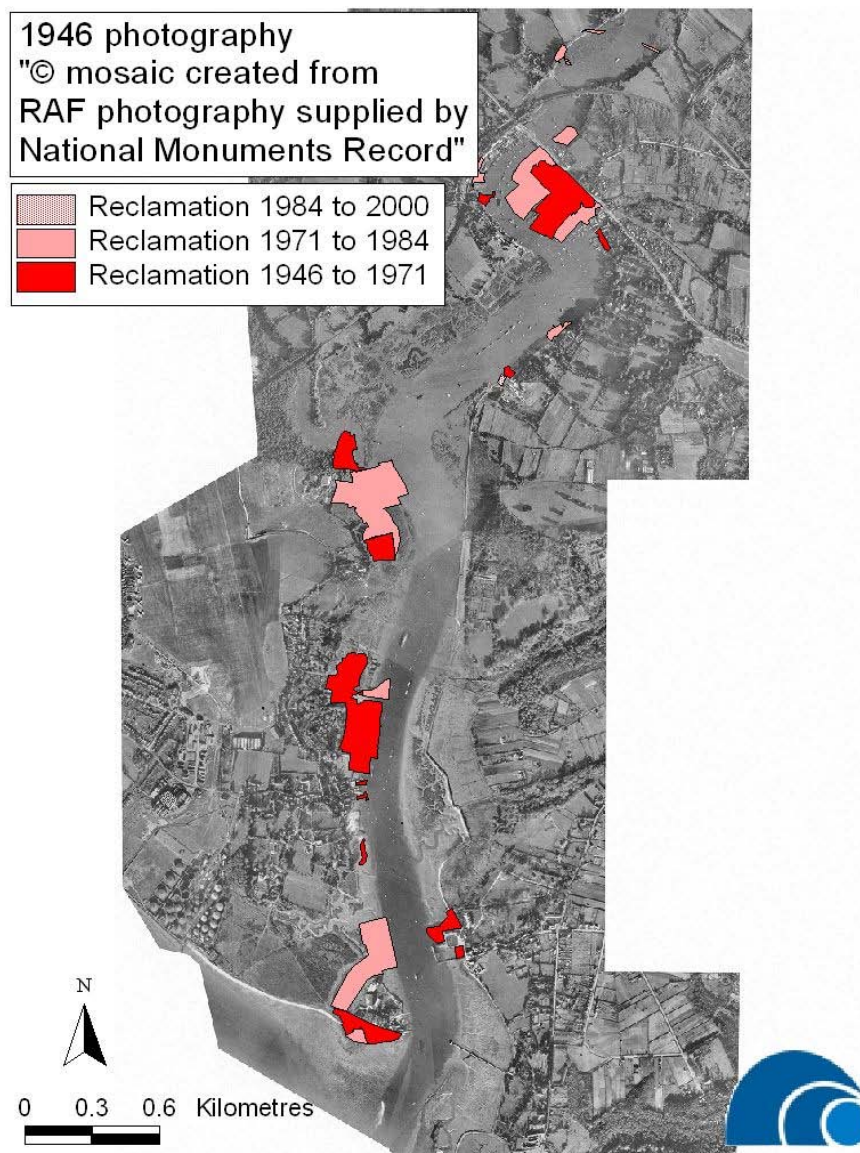 1946 photography
"© mosaic created from
RAF photography supplied by
National Monuments Record"
Reclamation 1984 to 2000
Reclamation 1971 to 1984
Reclamation 1946 to 1971
N
0 0.3 0.6 Kilometres